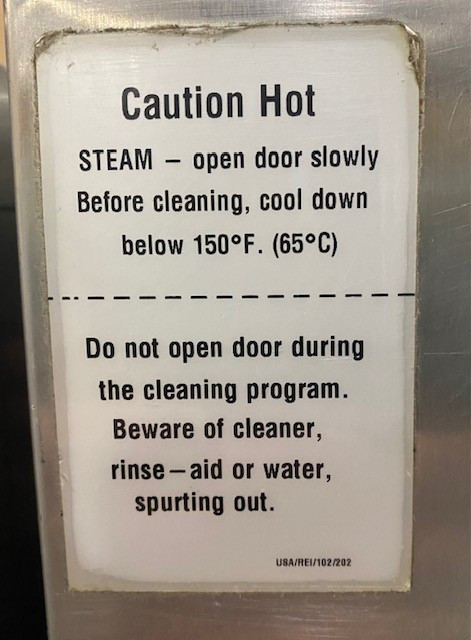 Caution Hot
STEAM – open door slowly
Before cleaning, cool down
below 150°F. (65°C)
Do not open door during
the cleaning program.
Beware of cleaner,
rinse–aid or water,
spurting out.
USA/REI/102/202